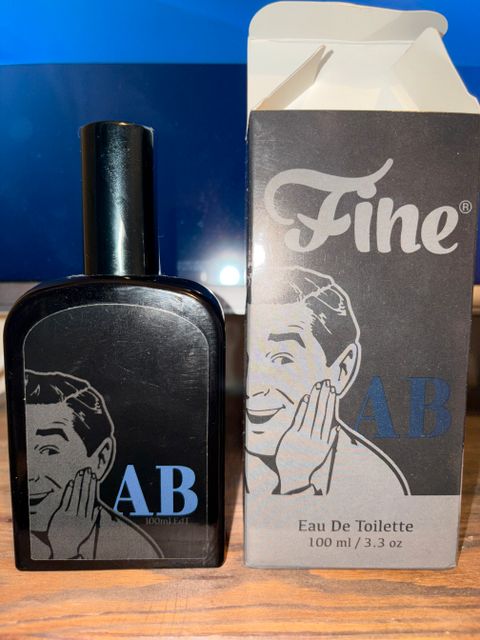 AB
100ml EdT
Fine®
AB
Eau De Toilette
100 ml / 3.3 oz